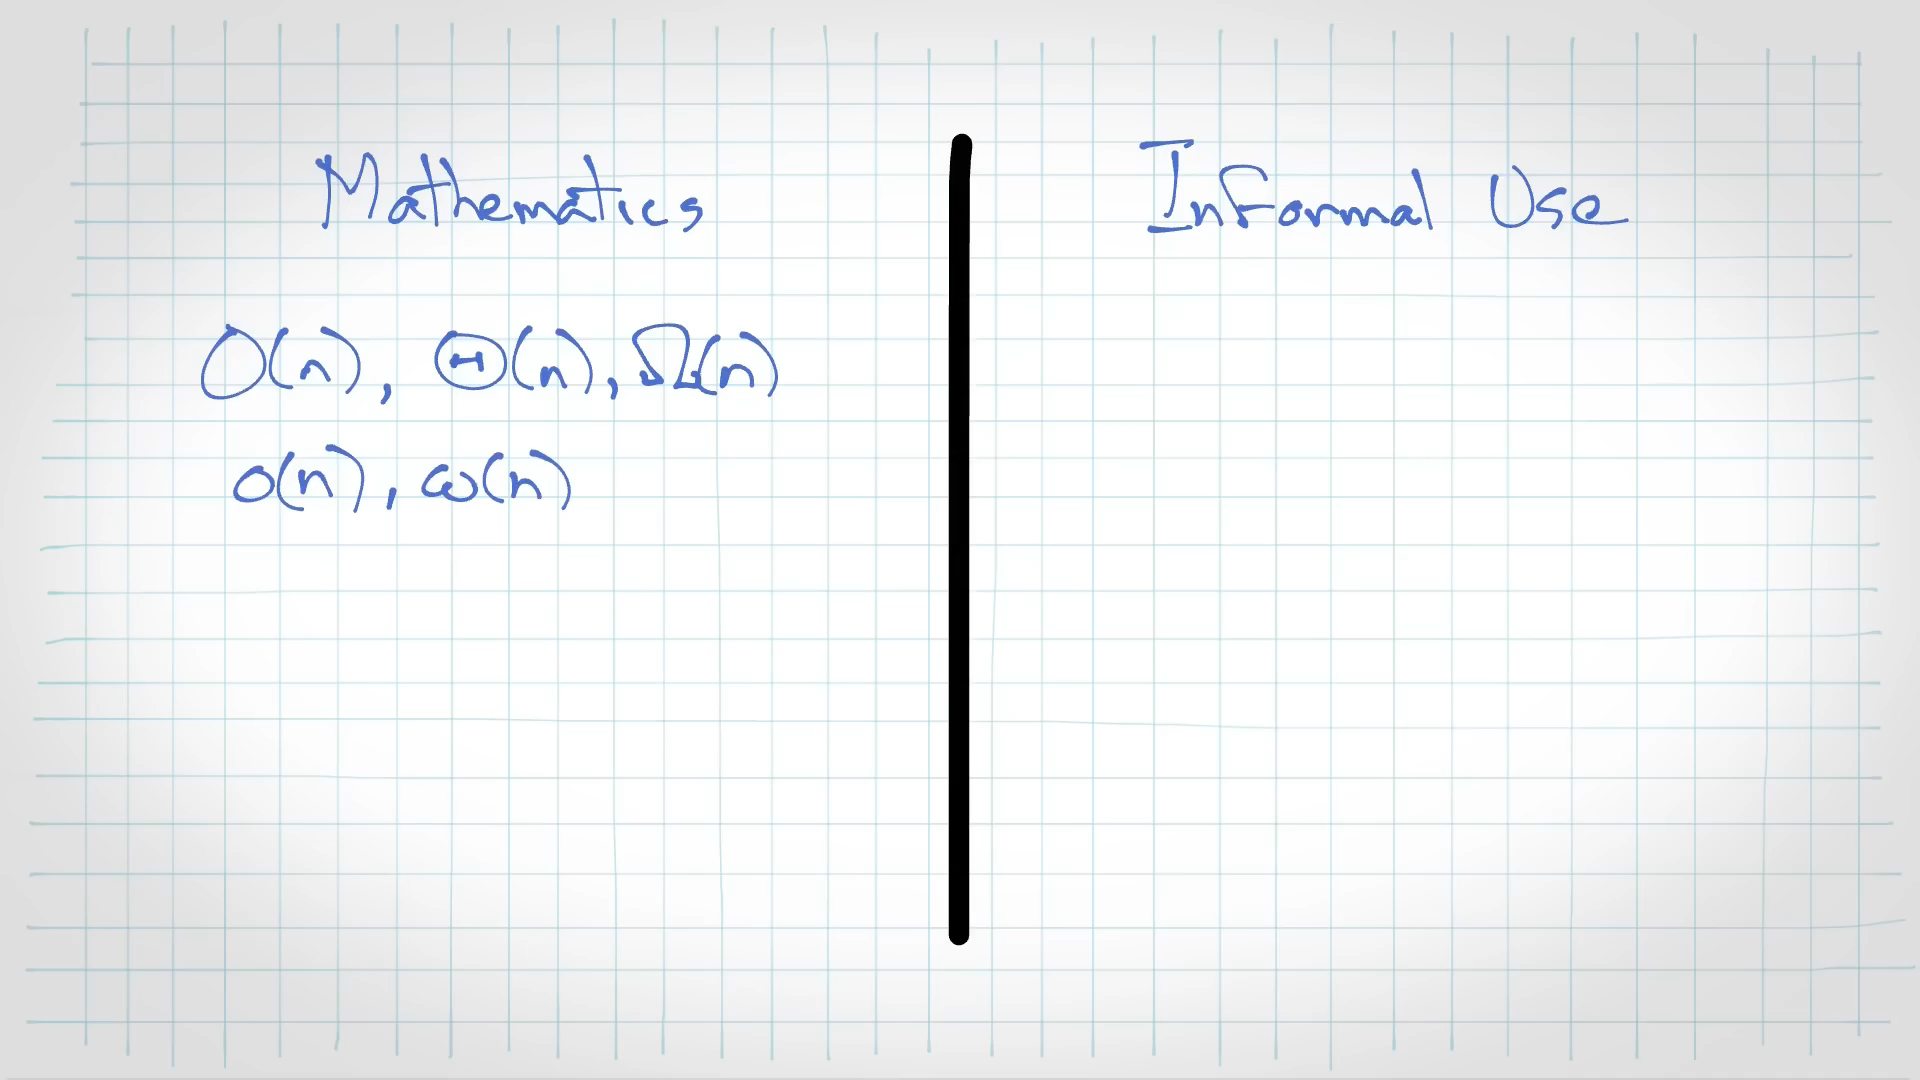 Mathematics
Informal Use
O(n), Θ(n), Ω(n)
o(n), ω(n)